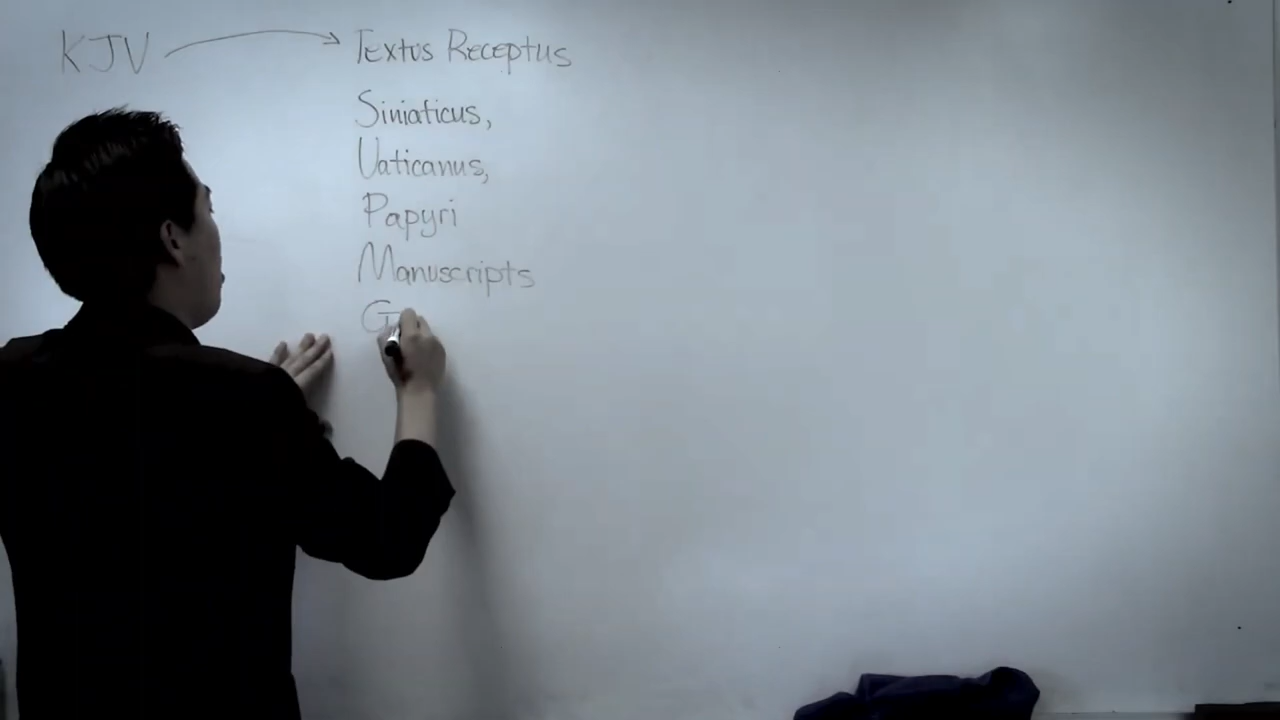 KJV Textus Receptus
Siniaticus,
Vaticanus,
Papyri
Manuscripts
G